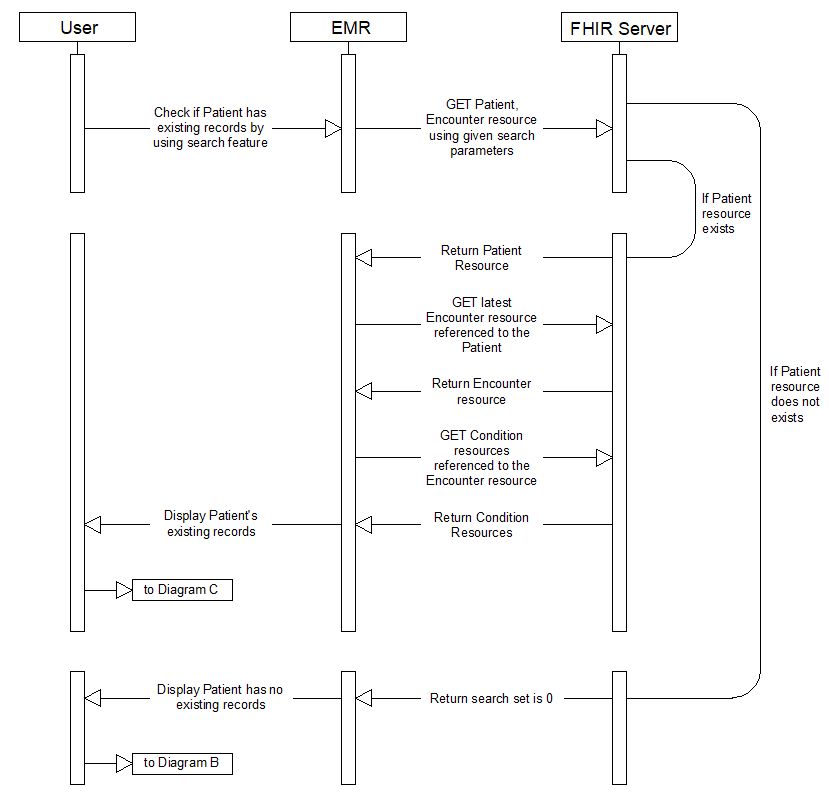 User
EMR
FHIR Server
Check if Patient has
existing records by
using search feature
GET Patient,
Encounter resource
using given search
parameters
If Patient
resource
exists
Return Patient
Resource
GET latest
Encounter resource
referenced to the
Patient
If Patient
resource
does not
exists
Return Encounter
resource
GET Condition
resources
referenced to the
Encounter resource
Display Patient's
existing records
Return Condition
Resources
to Diagram C
Display Patient has no
existing records
Return search set is 0
to Diagram B